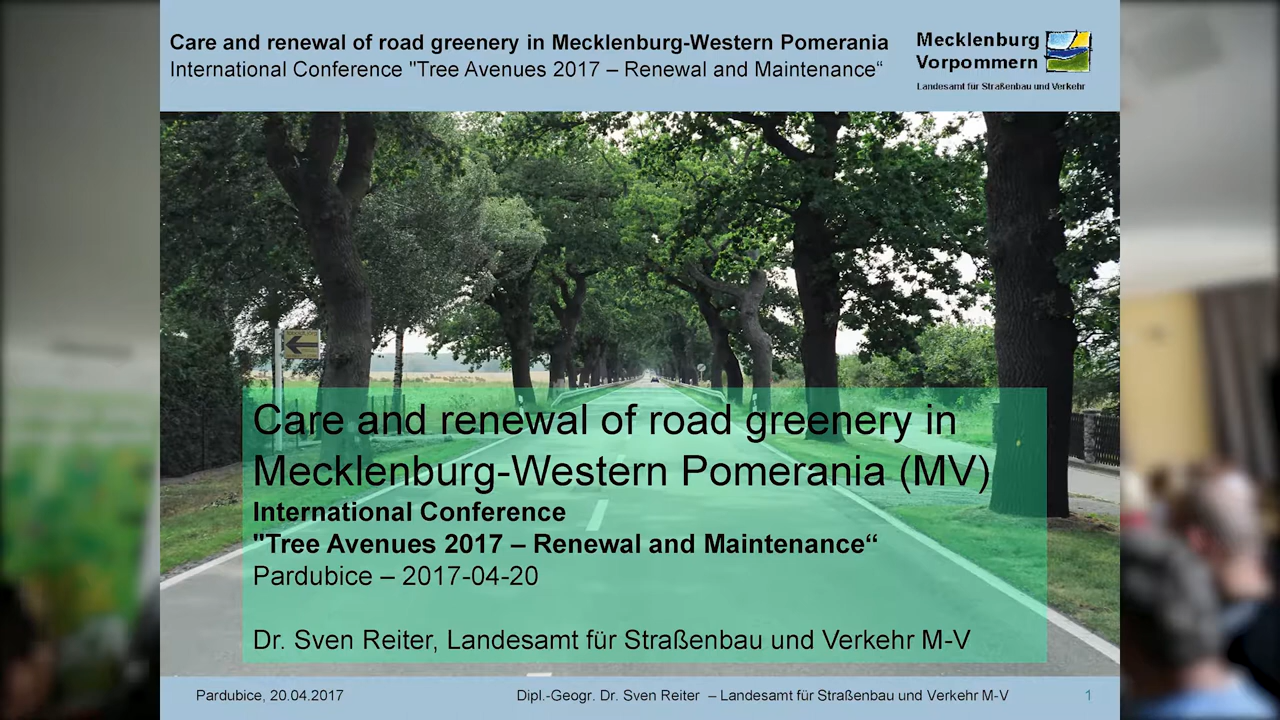 Care and renewal of road greenery in Mecklenburg-Western Pomerania
International Conference "Tree Avenues 2017 – Renewal and Maintenance“
Mecklenburg
Vorpommern
Landesamt für Straßenbau und Verkehr
Care and renewal of road greenery in
Mecklenburg-Western Pomerania (MV)
International Conference
"Tree Avenues 2017 – Renewal and Maintenance“
Pardubice – 2017-04-20
Dr. Sven Reiter, Landesamt für Straßenbau und Verkehr M-V
Pardubice, 20.04.2017
Dipl.-Geogr. Dr. Sven Reiter – Landesamt für Straßenbau und Verkehr M-V
1